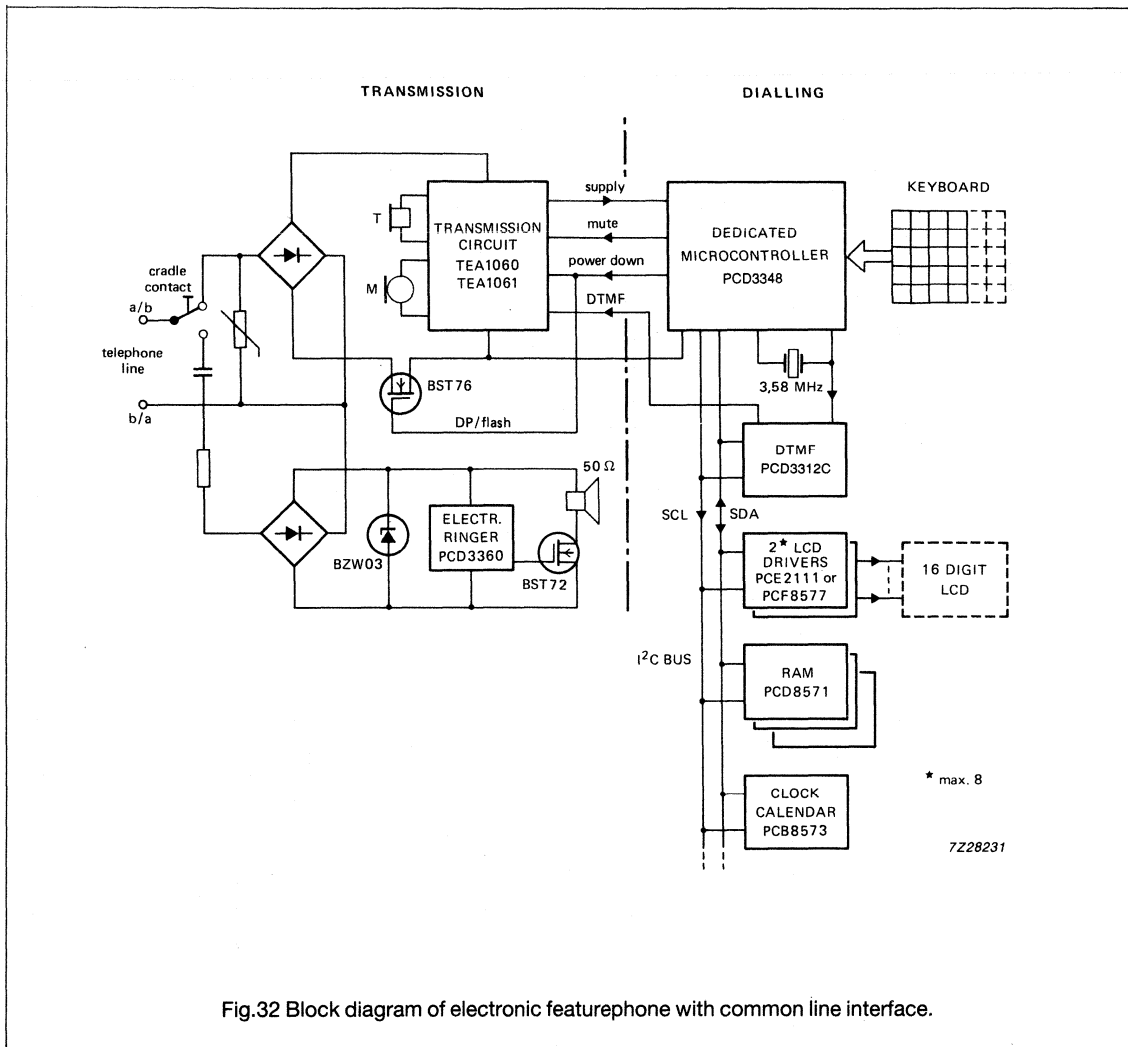 TRANSMISSION
DIALLING
KEYBOARD
supply
mute
power down
DTMF
T
M
TRANSMISSION
CIRCUIT
TEA1060
TEA1061
DEDICATED
MICROCONTROLLER
PCD3348
cradle
contact
a/b
telephone
line
b/a
BST76
DP/flash
3,58 MHz
DTMF
PCD3312C
50 Ω
ELECTR.
RINGER
PCD3360
BZW03
BST72
SCL
SDA
2* LCD
DRIVERS
PCE2111 or
PCF8577
16 DIGIT
LCD
I²C BUS
RAM
PCD8571
* max. 8
CLOCK
CALENDAR
PCB8573
7Z28231
Fig.32 Block diagram of electronic featurephone with common line interface.